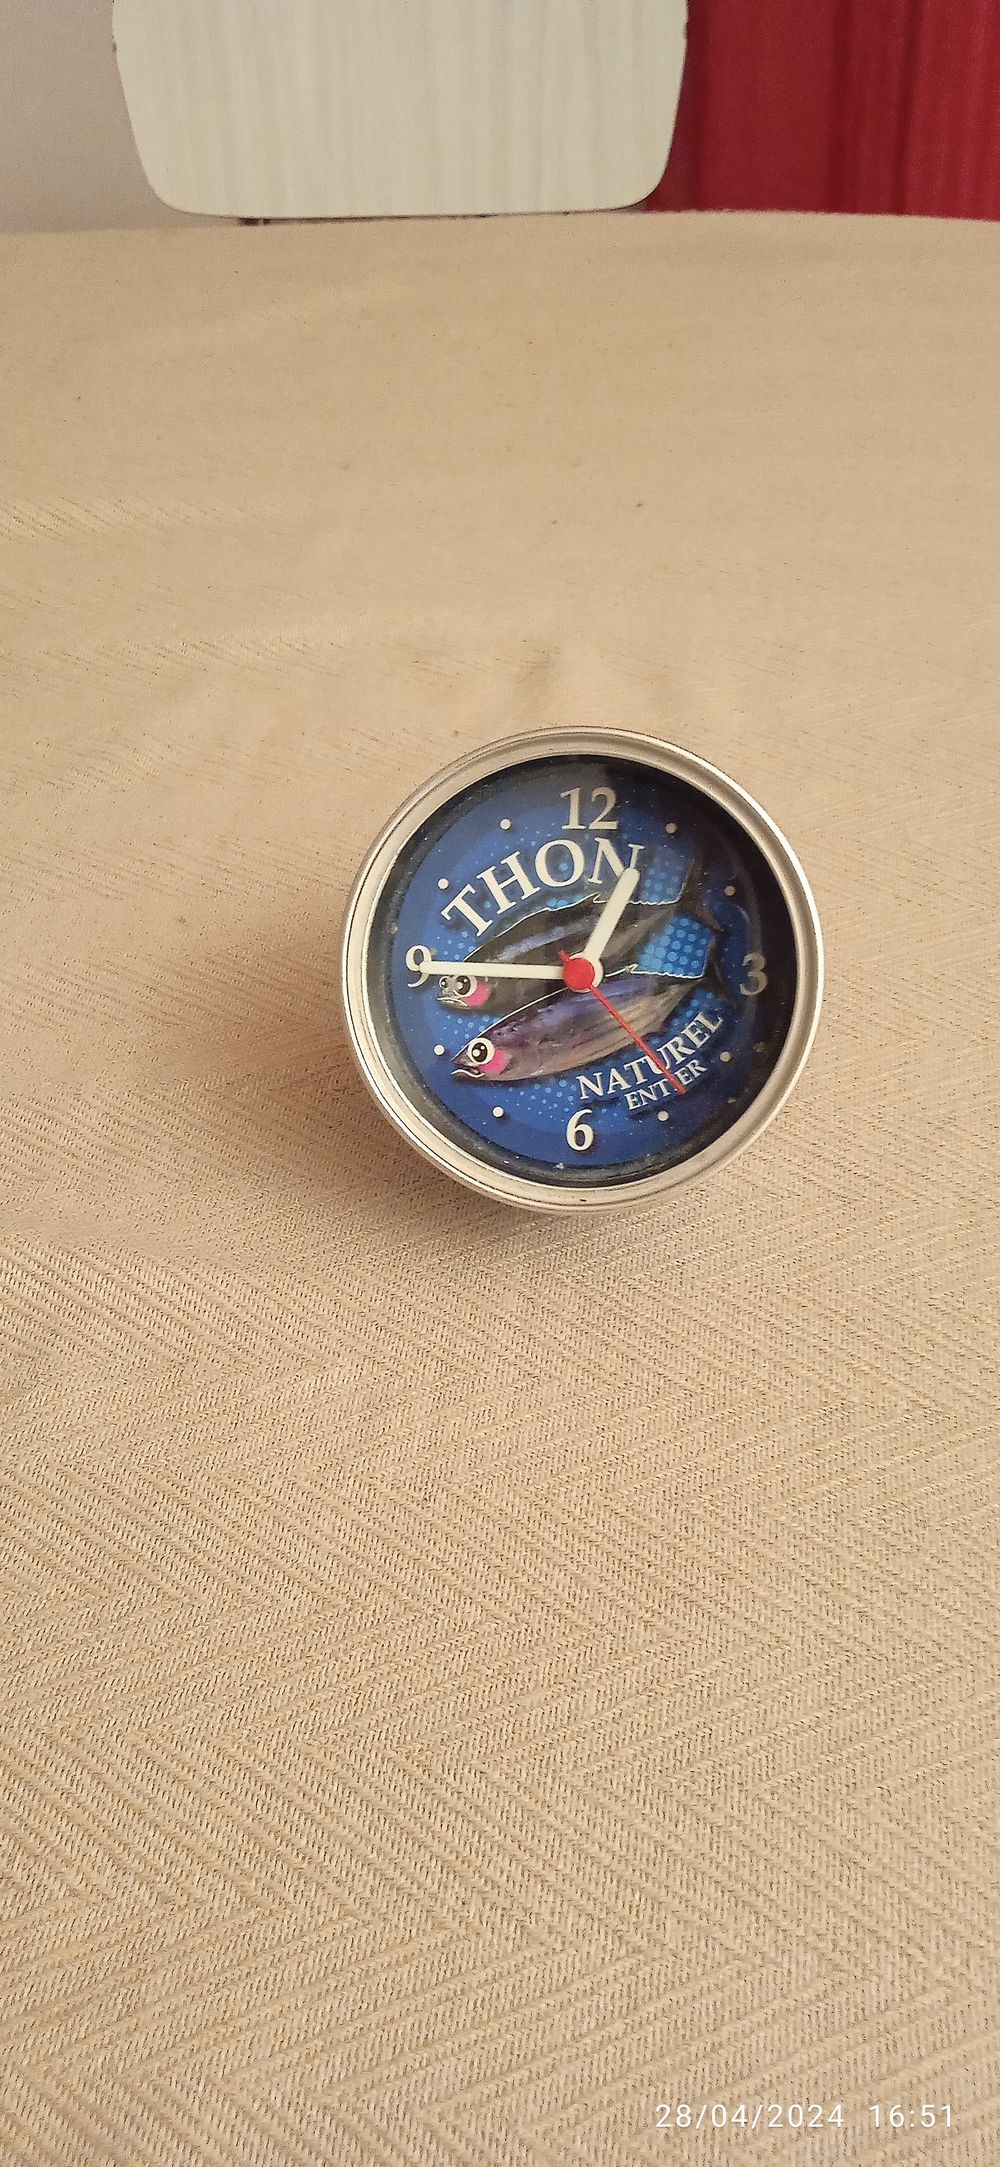 12
THON
9
3
NATUREL
ENTIER
6
28/04/2024 16:51